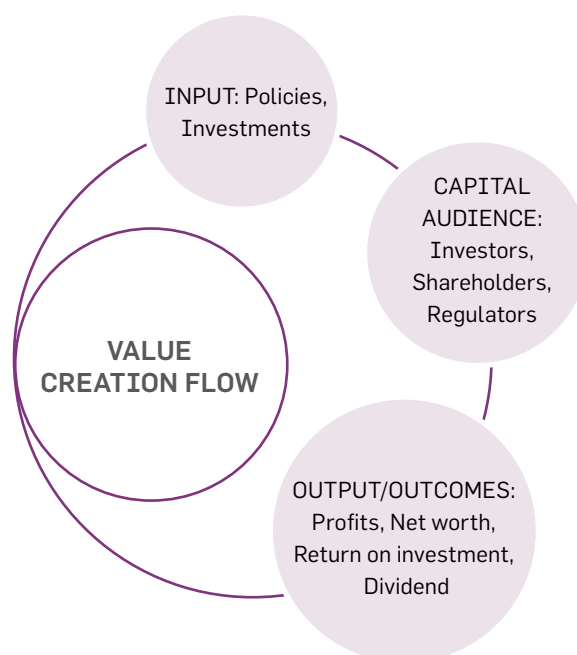 INPUT: Policies,
Investments
CAPITAL
AUDIENCE:
Investors,
Shareholders,
Regulators
VALUE
CREATION FLOW
OUTPUT/OUTCOMES:
Profits, Net worth,
Return on investment,
Dividend